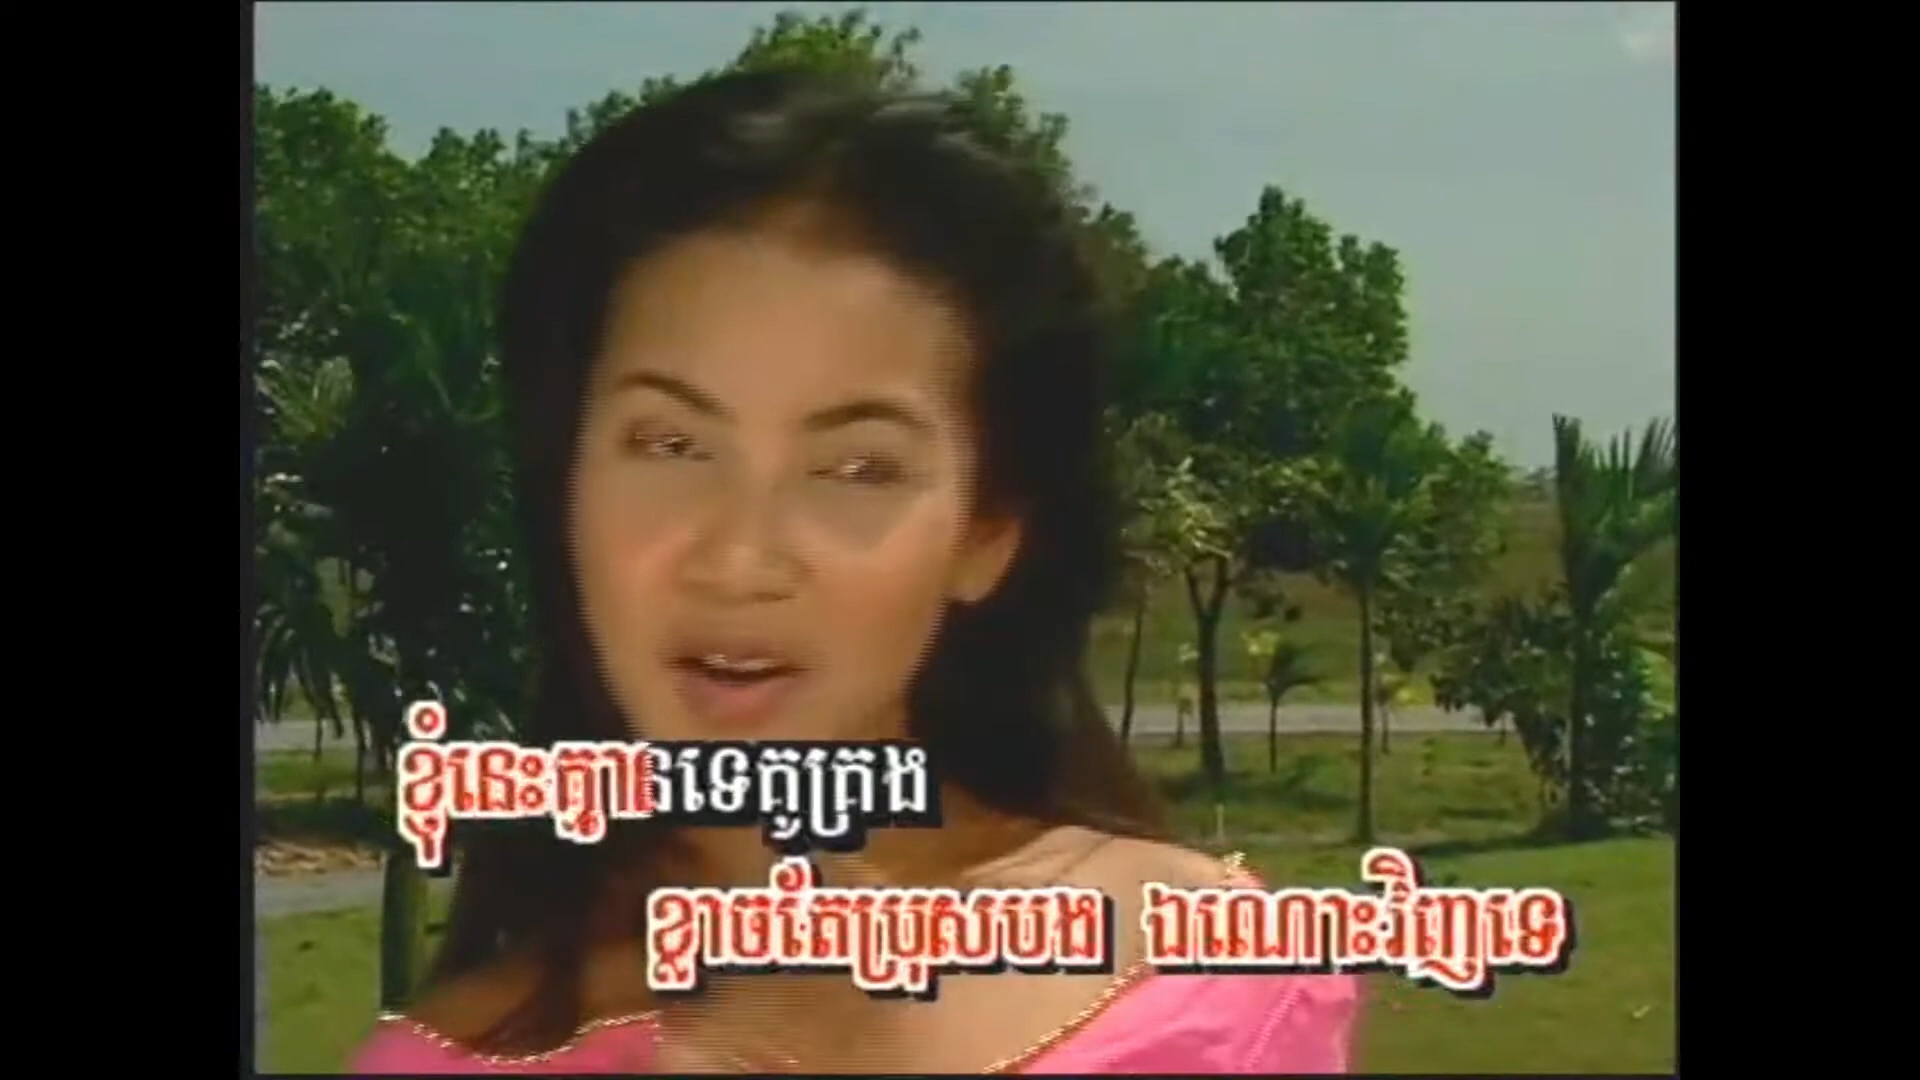 ខ្ញុំនេះគ្មានទេគូគ្រង
ខ្លាចតែប្រុសបង ឯណោះវិញទេ